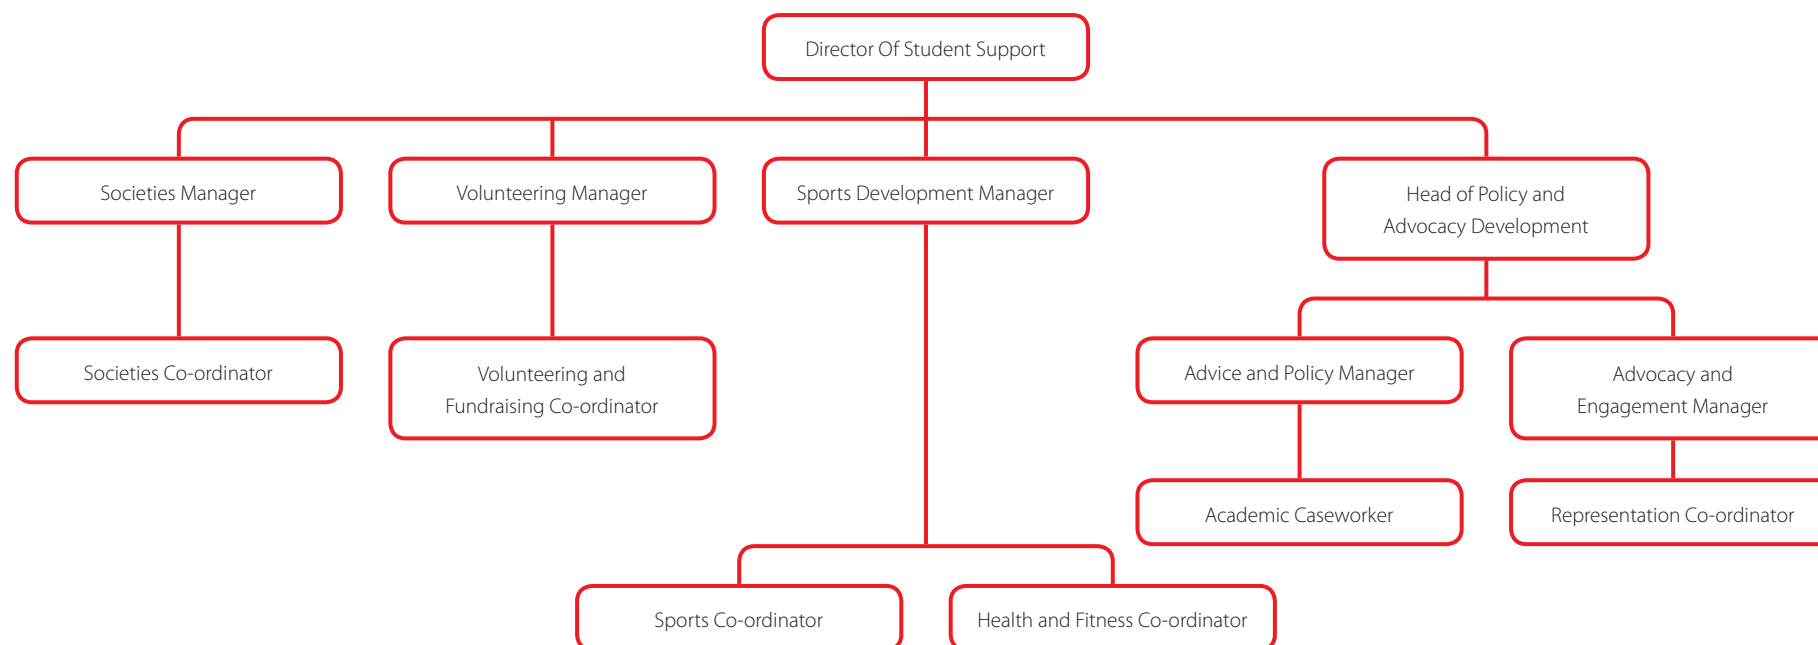 Director Of Student Support
Societies Manager
Volunteering Manager
Sports Development Manager
Head of Policy and
Advocacy Development
Societies Co-ordinator
Volunteering and
Fundraising Co-ordinator
Advice and Policy Manager
Advocacy and
Engagement Manager
Academic Caseworker
Representation Co-ordinator
Sports Co-ordinator
Health and Fitness Co-ordinator